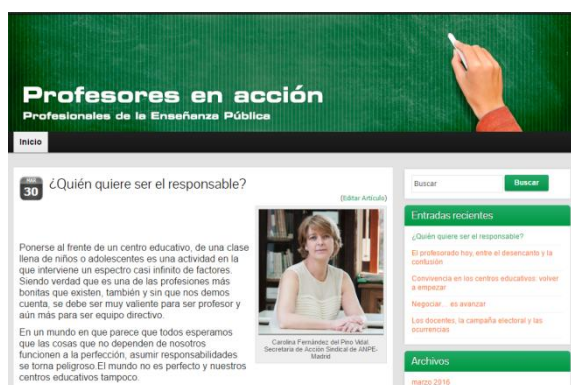 Profesores en acción
Profesionales de la Enseñanza Pública
Inicio
MAR
30
¿Quién quiere ser el responsable?
(Editar Artículo)
Ponerse al frente de un centro educativo, de una clase
llena de niños o adolescentes es una actividad en la
que interviene un espectro casi infinito de factores.
Siendo verdad que es una de las profesiones más
bonitas que existen, también y sin que nos demos
cuenta, se debe ser muy valiente para ser profesor y
aún más para ser equipo directivo.
En un mundo en que parece que todos esperamos
que las cosas que no dependen de nosotros
funcionen a la perfección, asumir responsabilidades
se torna peligroso.El mundo no es perfecto y nuestros
centros educativos tampoco.
Carolina Fernández del Pino Vidal.
Secretaria de Acción Sindical de ANPE-
Madrid
Buscar
Buscar
Entradas recientes
¿Quién quiere ser el responsable?
El profesorado hoy, entre el desencanto y la
confusión
Convivencia en los centros educativos: volver
a empezar
Negociar... es avanzar
Los docentes, la campaña electoral y las
ocurrencias
Archivos
marzo 2016